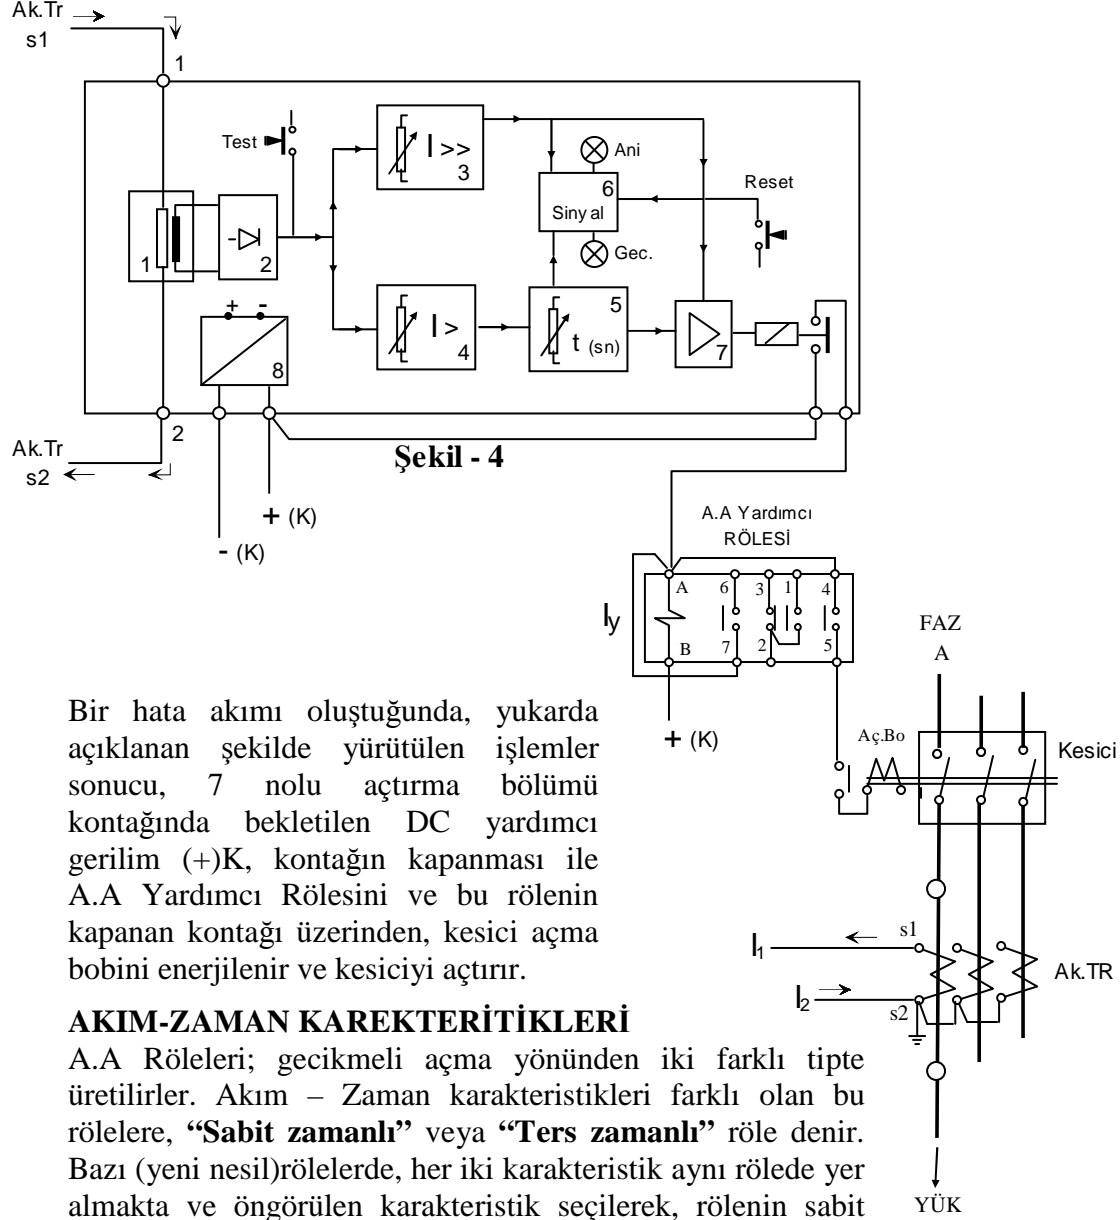 Ak.Tr
s1
1
Test
I >>
3
Ani
6
Sinyal
Reset
Gec.
1
2
I >
4
5
t (sn)
7
+ -
8
Ak.Tr
s2
2
Şekil - 4
+ (K)
- (K)
A.A Yardımcı
RÖLESİ
Iy
A 6 3 1 4
B 7 2 5
+ (K)
FAZ
A
Aç.Bo
Kesici
Bir hata akımı oluştuğunda, yukarda
açıklanan şekilde yürütülen işlemler
sonucu, 7 nolu açtırma bölümü
kontağında bekletilen DC yardımcı
gerilim (+)K, kontağın kapanması ile
A.A Yardımcı Rölesini ve bu rölenin
kapanan kontağı üzerinden, kesici açma
bobini enerjilenir ve kesiciyi açtırır.
I1
s1
Ak.TR
I2
s2
AKIM-ZAMAN KAREKTERİTİKLERİ
A.A Röleleri; gecikmeli açma yönünden iki farklı tipte
üretilirler. Akım – Zaman karakteristikleri farklı olan bu
rölelere, “Sabit zamanlı” veya “Ters zamanlı” röle denir.
Bazı (yeni nesil)rölelerde, her iki karakteristik aynı rölede yer
almakta ve öngörülen karakteristik seçilerek, rölenin sabit
YÜK